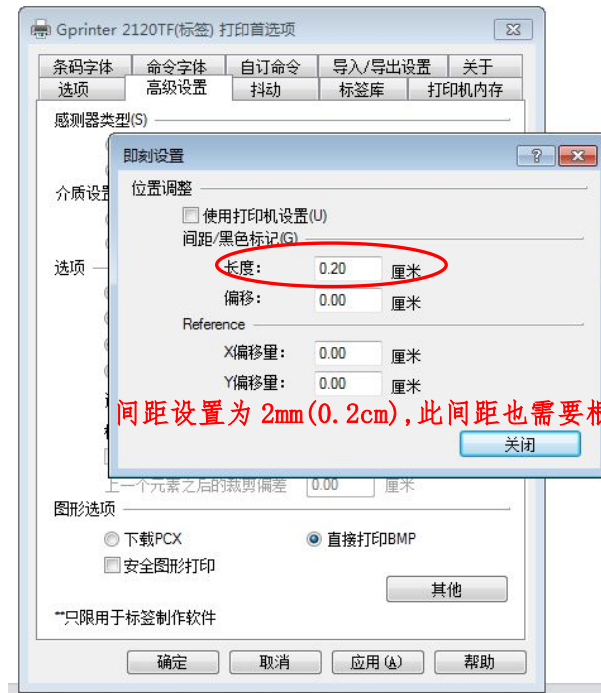 Gprinter 2120TF(标签) 打印首选项
条码字体 命令字体 自订命令 导入/导出设置 关于
选项 高级设置 抖动 标签库 打印机内存
感测器类型(S)
即刻设置
介质设
位置调整
使用打印机设置(U)
间距/黑色标记(G)
选项
长度: 0.20 厘米
偏移: 0.00 厘米
Reference
X偏移量: 0.00 厘米
Y偏移量: 0.00 厘米
间距设置为 2mm(0.2cm),此间距也需要根
关闭
上一个元素之后的裁剪偏差 0.00 厘米
图形选项
下载PCX 直接打印BMP
安全图形打印
其他
**只限用于标签制作软件
确定 取消 应用(A) 帮助